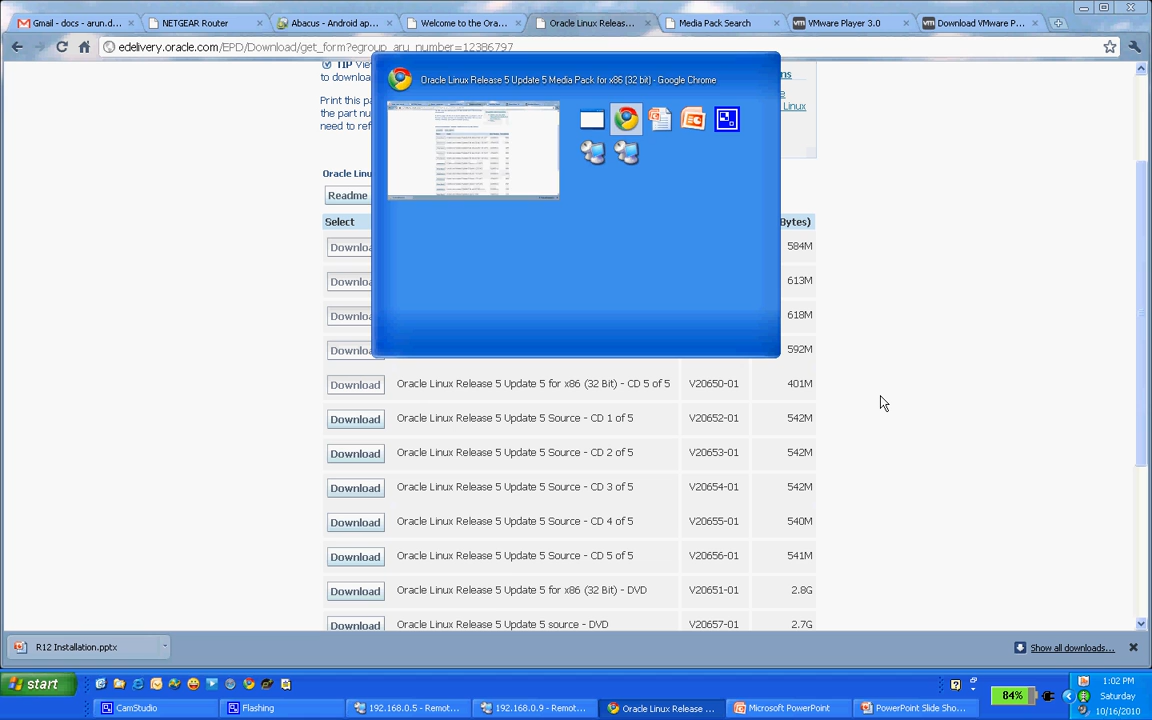 Gmail - docs - arun.d...
NETGEAR Router
Abacus - Android ap...
Welcome to the Ora...
Oracle Linux Releas...
Media Pack Search
VMware Player 3.0
Download VMware P...
edelivery.oracle.com/EPD/Download/get_form?egroup_aru_number=12386797
TIP Vie
to downloa
Print this pa
the part nu
need to ref
ns
e
Linux
Oracle Linux Release 5 Update 5 Media Pack for x86 (32 bit) - Google Chrome
Oracle Linu
Readme
Select
Bytes)
Downloa
584M
Downloa
613M
Downloa
618M
Downloa
592M
Download Oracle Linux Release 5 Update 5 for x86 (32 Bit) - CD 5 of 5 V20650-01 401M
Download Oracle Linux Release 5 Update 5 Source - CD 1 of 5 V20652-01 542M
Download Oracle Linux Release 5 Update 5 Source - CD 2 of 5 V20653-01 542M
Download Oracle Linux Release 5 Update 5 Source - CD 3 of 5 V20654-01 542M
Download Oracle Linux Release 5 Update 5 Source - CD 4 of 5 V20655-01 540M
Download Oracle Linux Release 5 Update 5 Source - CD 5 of 5 V20656-01 541M
Download Oracle Linux Release 5 Update 5 for x86 (32 Bit) - DVD V20651-01 2.8G
Download Oracle Linux Release 5 Update 5 source - DVD V20657-01 2.7G
R12 Installation.pptx
Show all downloads...
start
84%
1:02 PM
Saturday
10/16/2010
CamStudio
Flashing
192.168.0.5 - Remot...
192.168.0.9 - Remot...
Oracle Linux Release ...
Microsoft PowerPoint
PowerPoint Slide Sho...